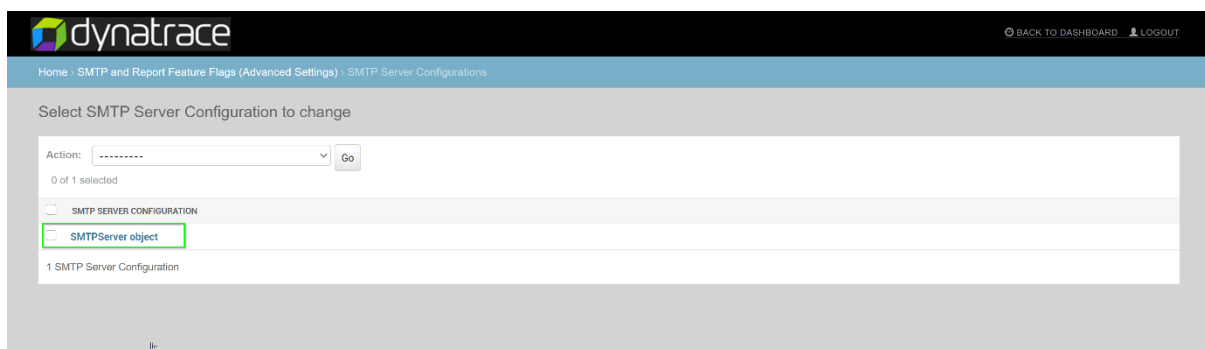 dynatrace
BACK TO DASHBOARD LOGOUT
Home › SMTP and Report Feature Flags (Advanced Settings) › SMTP Server Configurations
Select SMTP Server Configuration to change
Action: --------- Go
0 of 1 selected
SMTP SERVER CONFIGURATION
SMTPServer object
1 SMTP Server Configuration